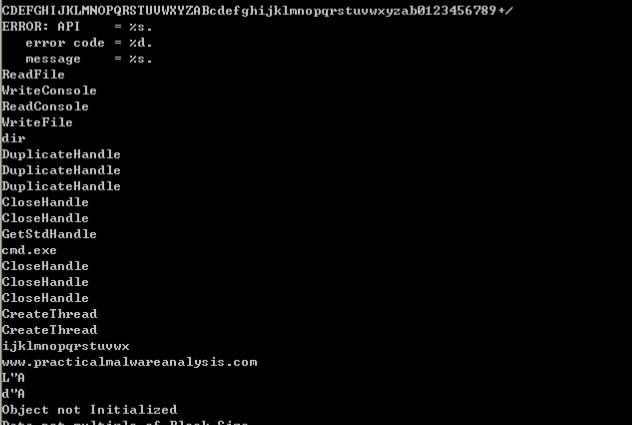 CDEFGHIJKLMNOPQRSTUVWXYZABcdefghijklmnopqrstuvwxyzab0123456789+/
ERROR: API     = %s.
   error code = %d.
   message    = %s.
ReadFile
WriteConsole
ReadConsole
WriteFile
dir
DuplicateHandle
DuplicateHandle
DuplicateHandle
CloseHandle
CloseHandle
GetStdHandle
cmd.exe
CloseHandle
CloseHandle
CloseHandle
CreateThread
CreateThread
ijklmnopqrstuvwx
www.practicalmalwareanalysis.com
L"A
d"A
Object not Initialized
Data not multiple of Block Size